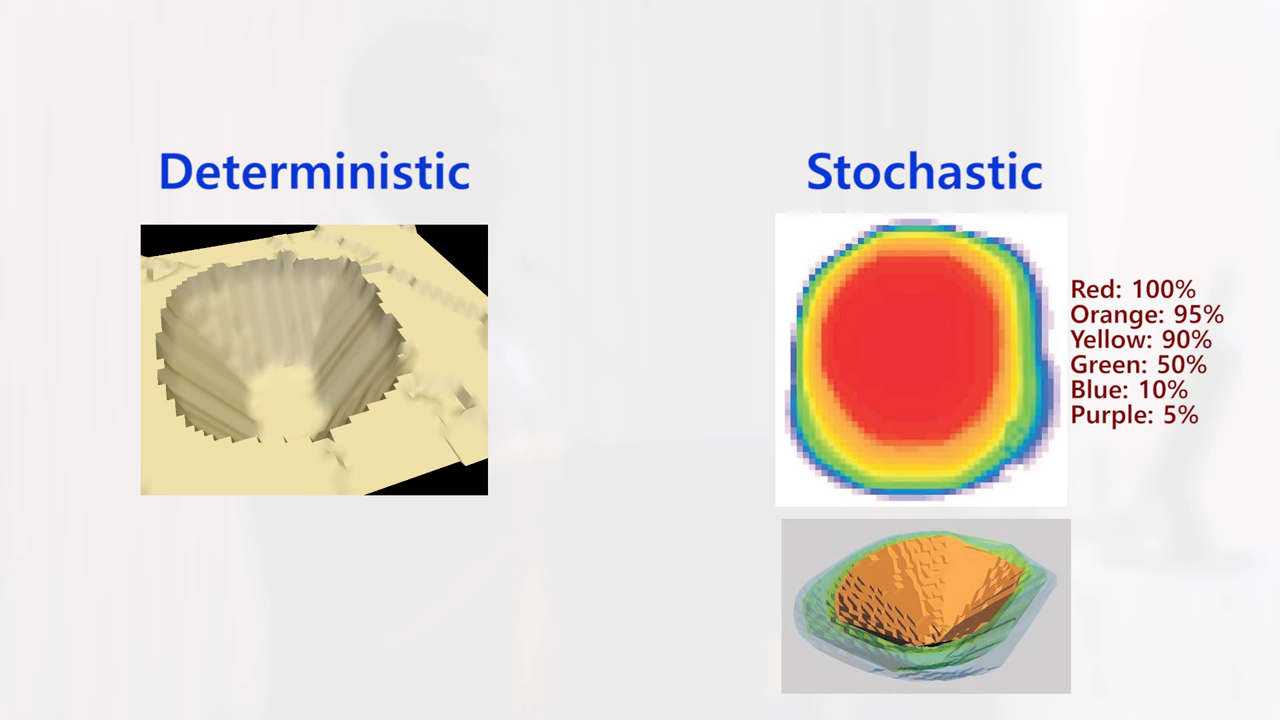 Deterministic
Stochastic
Red: 100%
Orange: 95%
Yellow: 90%
Green: 50%
Blue: 10%
Purple: 5%